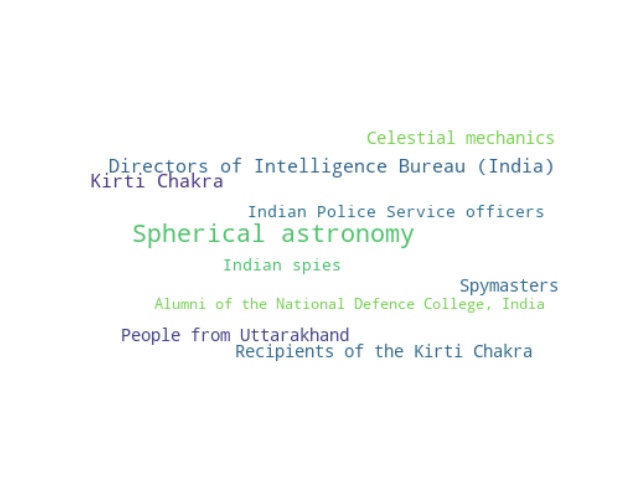 Celestial mechanics
Directors of Intelligence Bureau (India)
Kirti Chakra
Indian Police Service officers
Spherical astronomy
Indian spies
Spymasters
Alumni of the National Defence College, India
People from Uttarakhand
Recipients of the Kirti Chakra